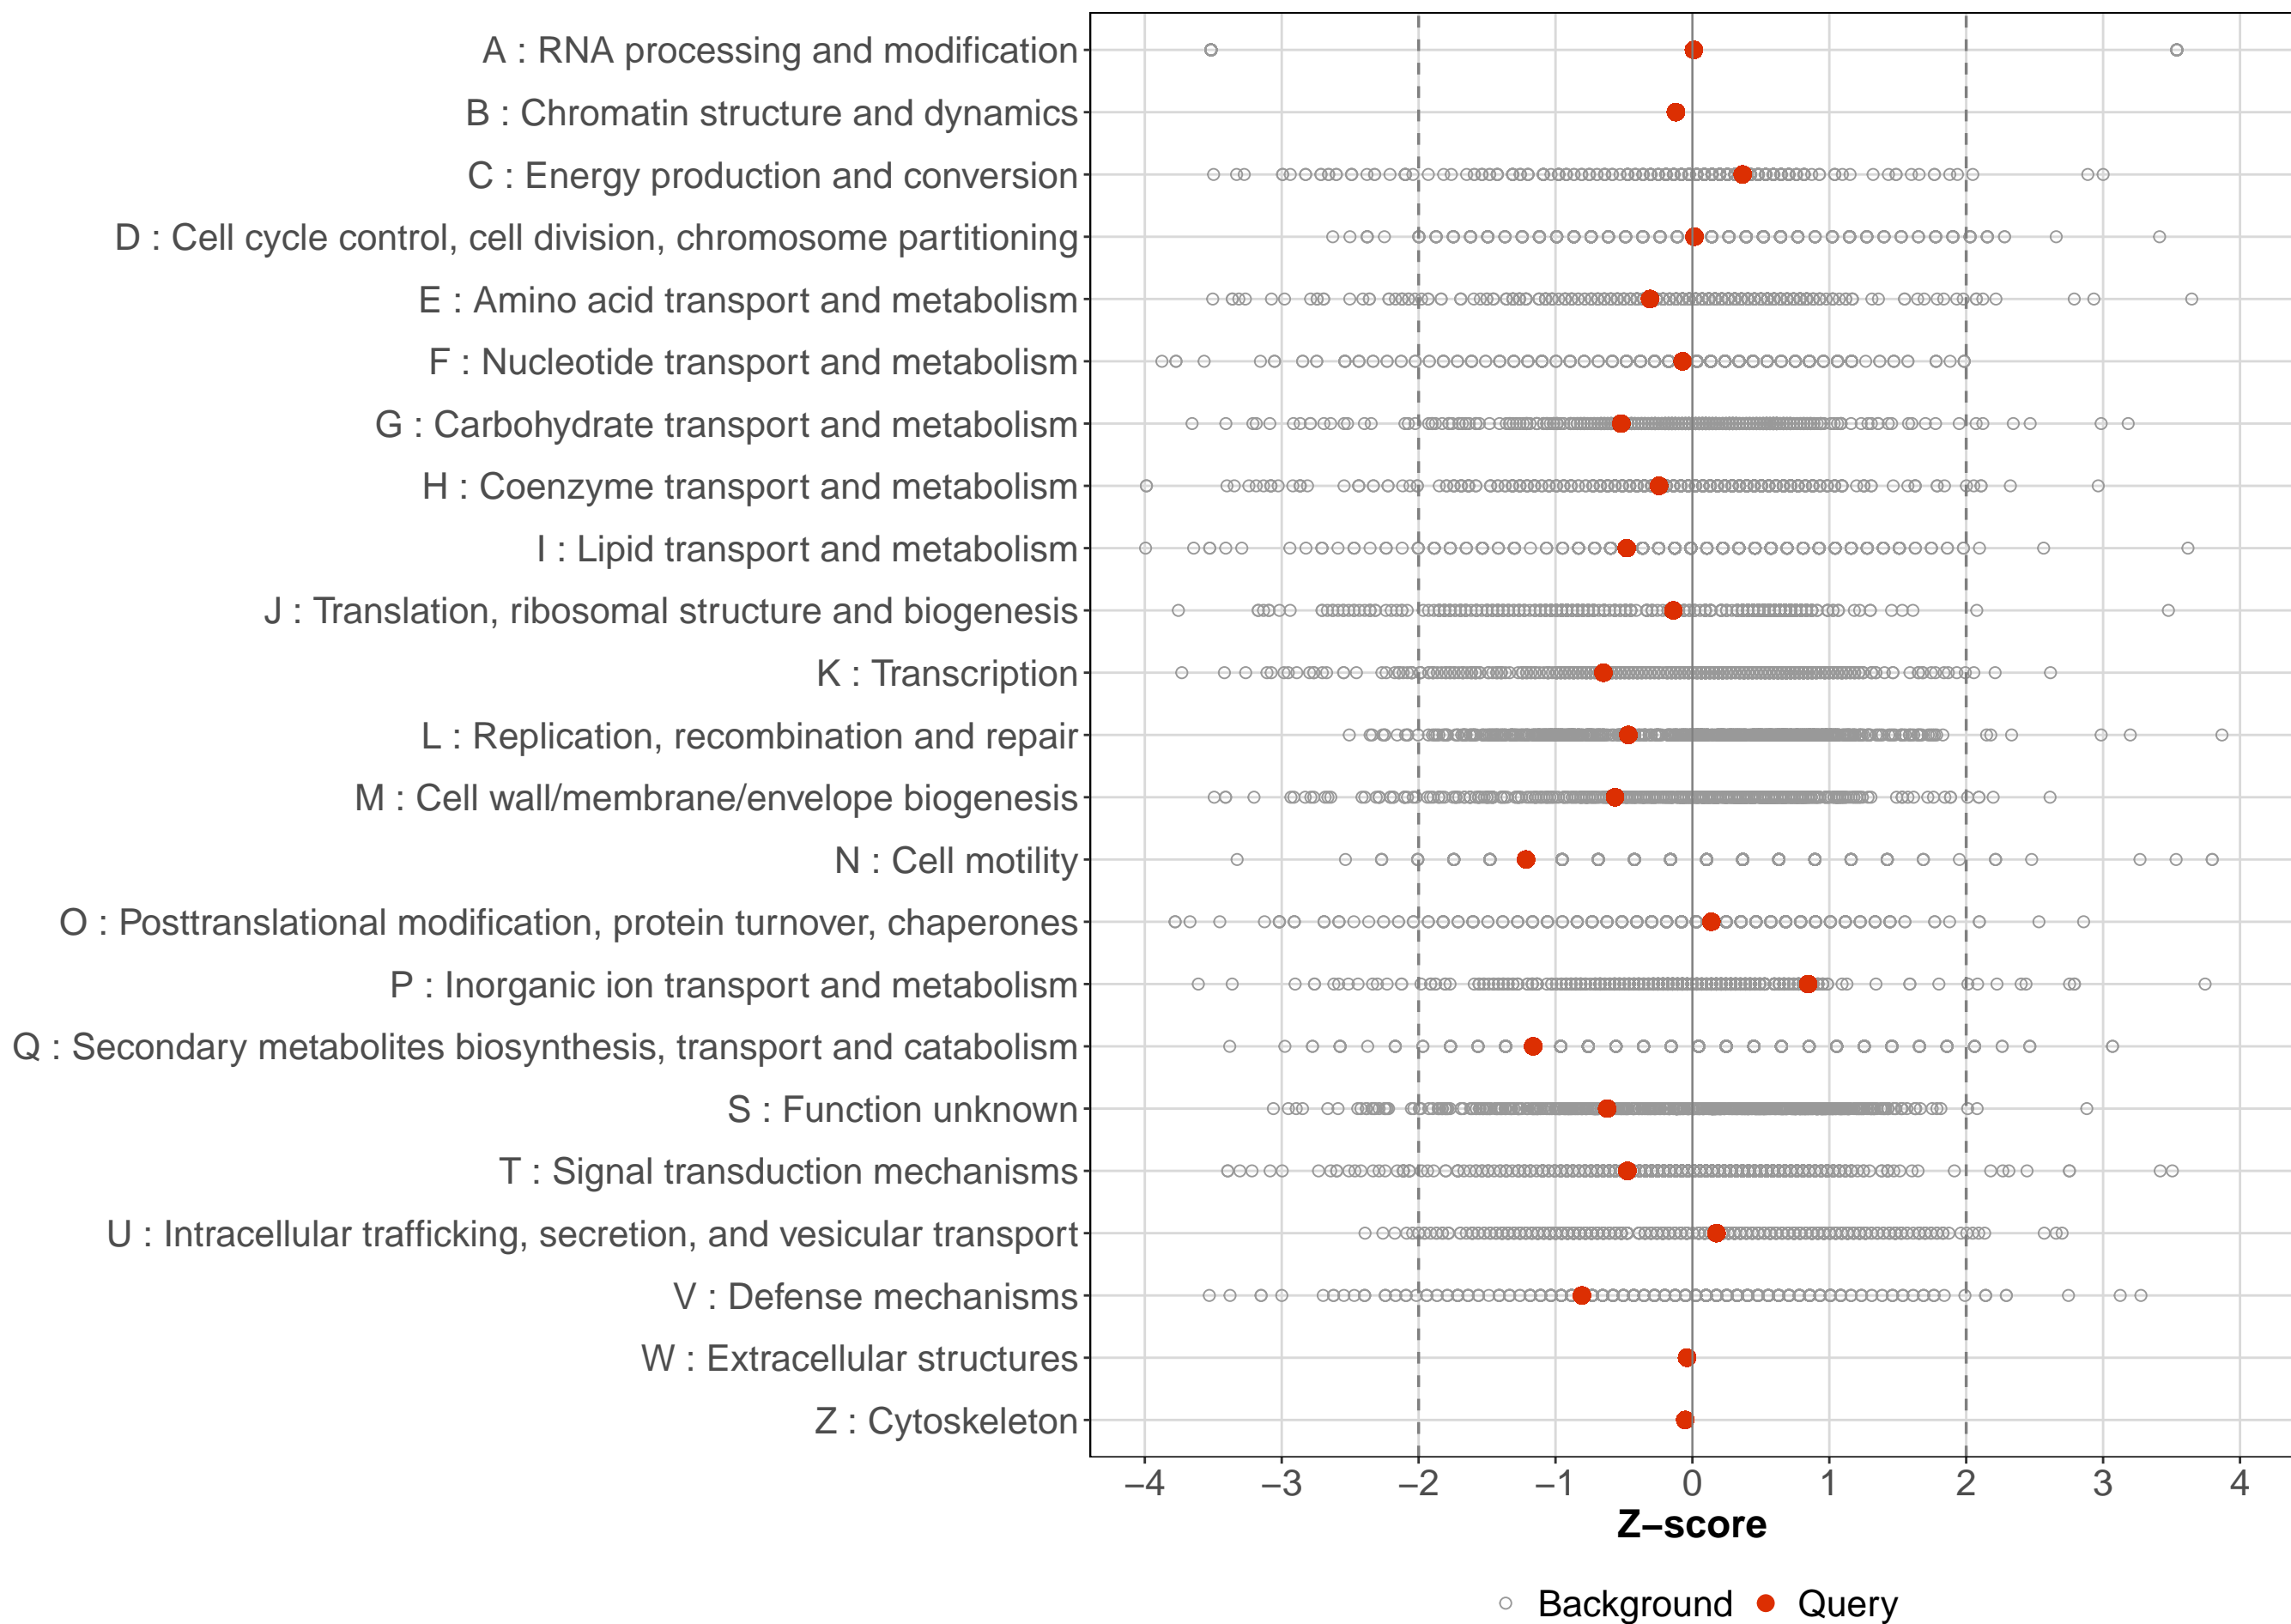 A : RNA processing and modification
B : Chromatin structure and dynamics
C : Energy production and conversion
D : Cell cycle control, cell division, chromosome partitioning
E : Amino acid transport and metabolism
F : Nucleotide transport and metabolism
G : Carbohydrate transport and metabolism
H : Coenzyme transport and metabolism
I : Lipid transport and metabolism
J : Translation, ribosomal structure and biogenesis
K : Transcription
L : Replication, recombination and repair
M : Cell wall/membrane/envelope biogenesis
N : Cell motility
O : Posttranslational modification, protein turnover, chaperones
P : Inorganic ion transport and metabolism
Q : Secondary metabolites biosynthesis, transport and catabolism
S : Function unknown
T : Signal transduction mechanisms
U : Intracellular trafficking, secretion, and vesicular transport
V : Defense mechanisms
W : Extracellular structures
Z : Cytoskeleton
−4 −3 −2 −1 0 1 2 3 4
Z−score
Background Query